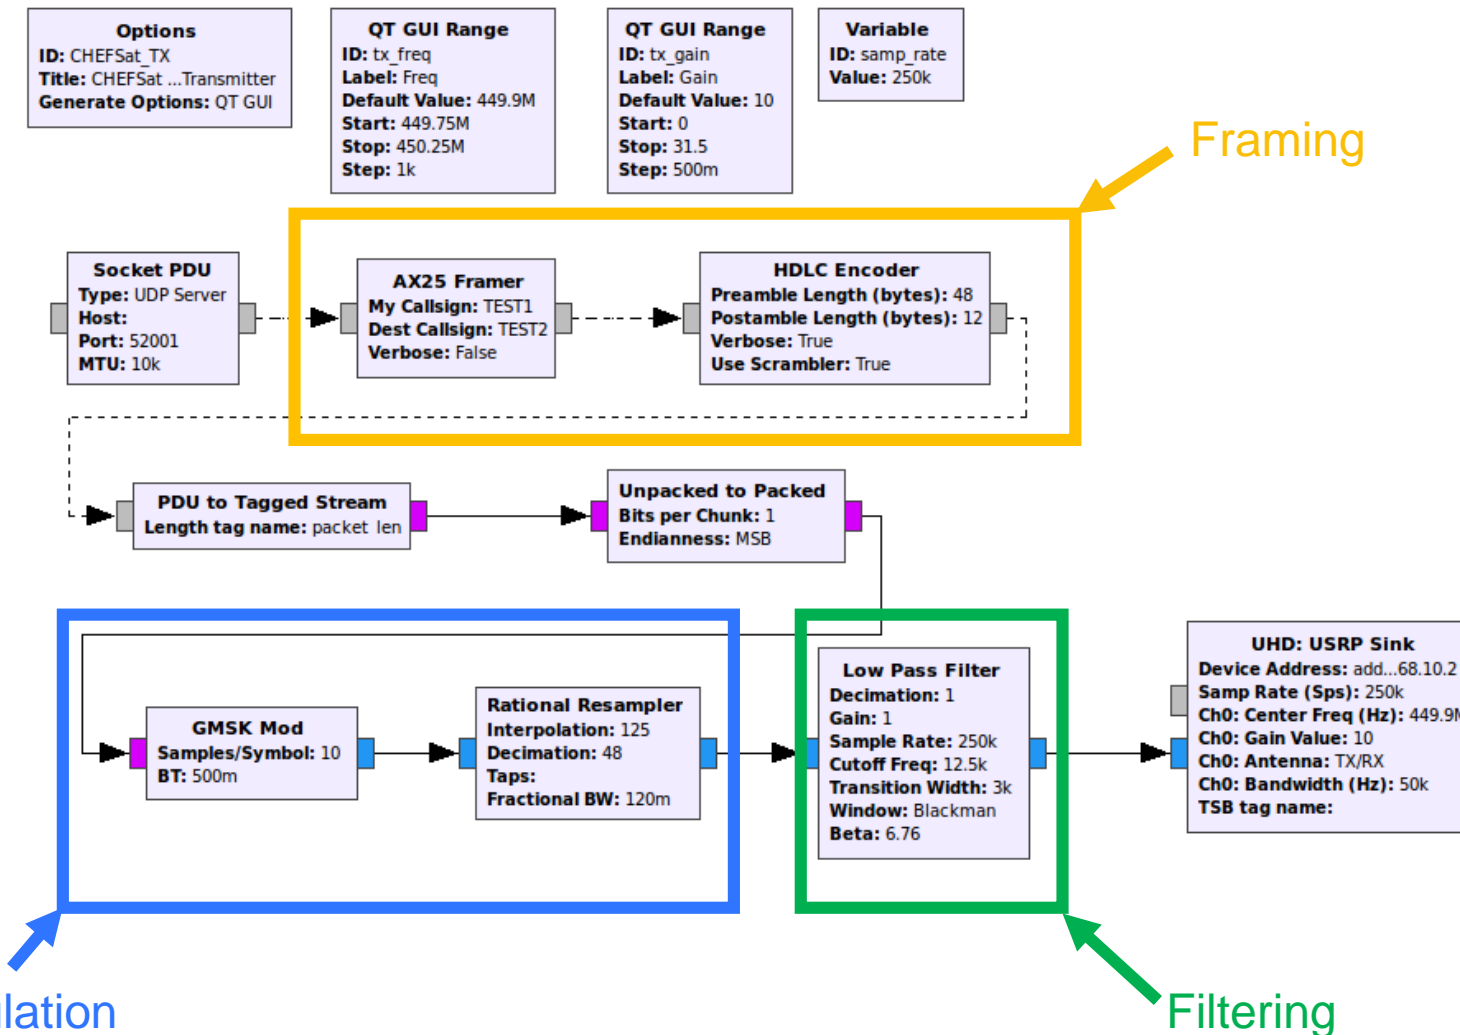 Options
ID: CHEFSat_TX
Title: CHEFSat ...Transmitter
Generate Options: QT GUI
QT GUI Range
ID: tx_freq
Label: Freq
Default Value: 449.9M
Start: 449.75M
Stop: 450.25M
Step: 1k
QT GUI Range
ID: tx_gain
Label: Gain
Default Value: 10
Start: 0
Stop: 31.5
Step: 500m
Variable
ID: samp_rate
Value: 250k
Framing
Socket PDU
Type: UDP Server
Host:
Port: 52001
MTU: 10k
AX25 Framer
My Callsign: TEST1
Dest Callsign: TEST2
Verbose: False
HDLC Encoder
Preamble Length (bytes): 48
Postamble Length (bytes): 12
Verbose: True
Use Scrambler: True
PDU to Tagged Stream
Length tag name: packet_len
Unpacked to Packed
Bits per Chunk: 1
Endianness: MSB
GMSK Mod
Samples/Symbol: 10
BT: 500m
Rational Resampler
Interpolation: 125
Decimation: 48
Taps:
Fractional BW: 120m
Low Pass Filter
Decimation: 1
Gain: 1
Sample Rate: 250k
Cutoff Freq: 12.5k
Transition Width: 3k
Window: Blackman
Beta: 6.76
UHD: USRP Sink
Device Address: add...68.10.2
Samp Rate (Sps): 250k
Ch0: Center Freq (Hz): 449.9M
Ch0: Gain Value: 10
Ch0: Antenna: TX/RX
Ch0: Bandwidth (Hz): 50k
TSB tag name:
lation
Filtering